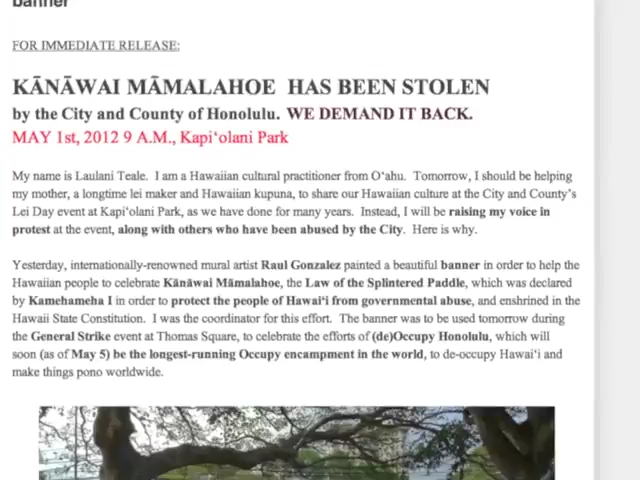 banner
FOR IMMEDIATE RELEASE:
KĀNĀWAI MĀMALAHOE HAS BEEN STOLEN
by the City and County of Honolulu. WE DEMAND IT BACK.
MAY 1st, 2012 9 A.M., Kapi‘olani Park
My name is Laulani Teale. I am a Hawaiian cultural practitioner from O‘ahu. Tomorrow, I should be helping
my mother, a longtime lei maker and Hawaiian kupuna, to share our Hawaiian culture at the City and County’s
Lei Day event at Kapi‘olani Park, as we have done for many years. Instead, I will be raising my voice in
protest at the event, along with others who have been abused by the City. Here is why.
Yesterday, internationally-renowned mural artist Raul Gonzalez painted a beautiful banner in order to help the
Hawaiian people to celebrate Kānāwai Māmalahoe, the Law of the Splintered Paddle, which was declared
by Kamehameha I in order to protect the people of Hawai‘i from governmental abuse, and enshrined in the
Hawaii State Constitution. I was the coordinator for this effort. The banner was to be used tomorrow during
the General Strike event at Thomas Square, to celebrate the efforts of (de)Occupy Honolulu, which will
soon (as of May 5) be the longest-running Occupy encampment in the world, to de-occupy Hawai‘i and
make things pono worldwide.